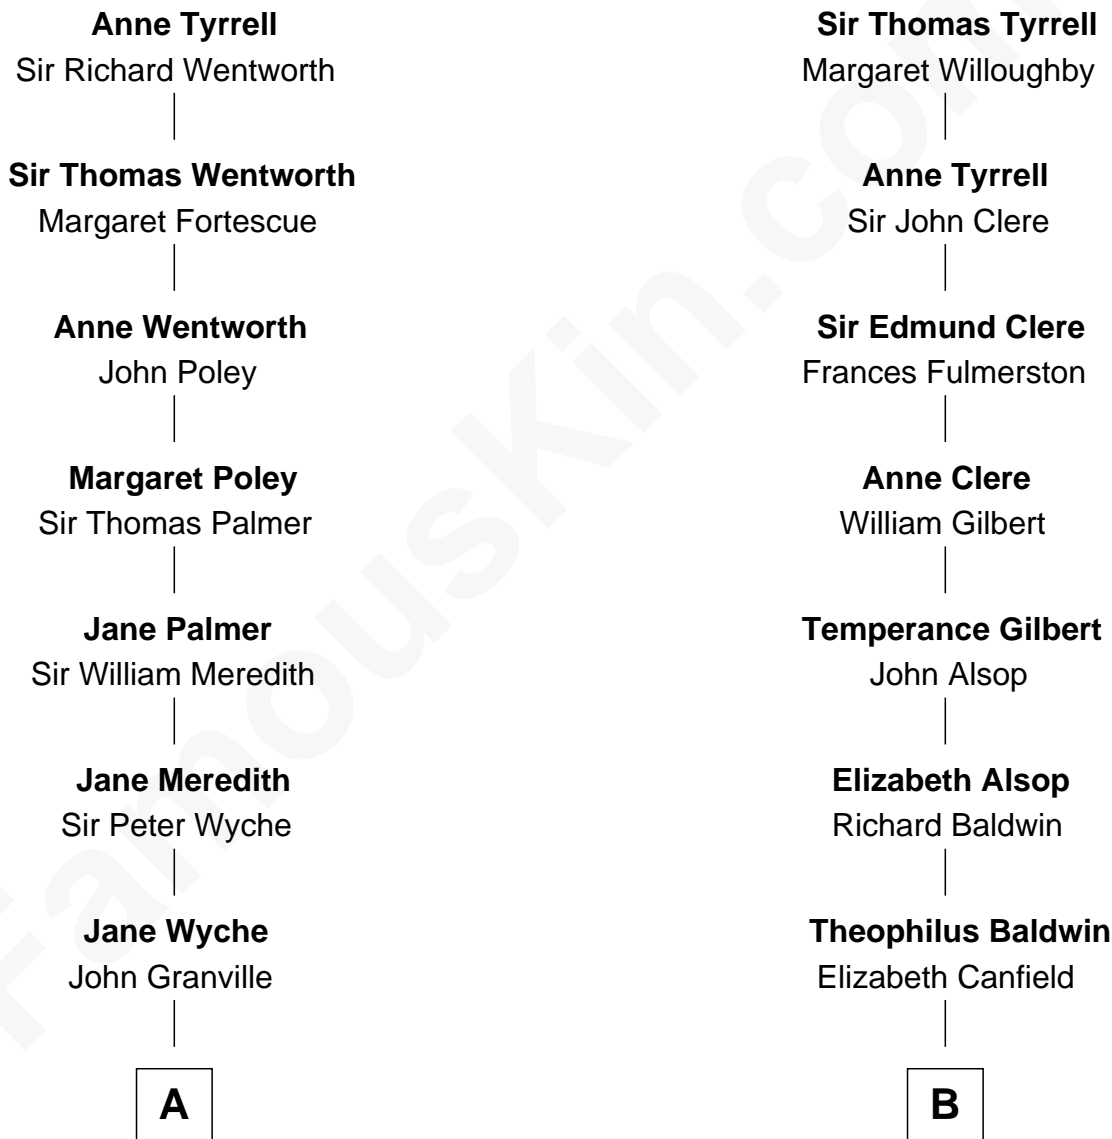 Anne Tyrrell
Sir Richard Wentworth
Sir Thomas Wentworth
Margaret Fortescue
Anne Wentworth
John Poley
Margaret Poley
Sir Thomas Palmer
Jane Palmer
Sir William Meredith
Jane Meredith
Sir Peter Wyche
Jane Wyche
John Granville
A
Sir Thomas Tyrrell
Margaret Willoughby
Anne Tyrrell
Sir John Clere
Sir Edmund Clere
Frances Fulmerston
Anne Clere
William Gilbert
Temperance Gilbert
John Alsop
Elizabeth Alsop
Richard Baldwin
Theophilus Baldwin
Elizabeth Canfield
B
FamousKin.com